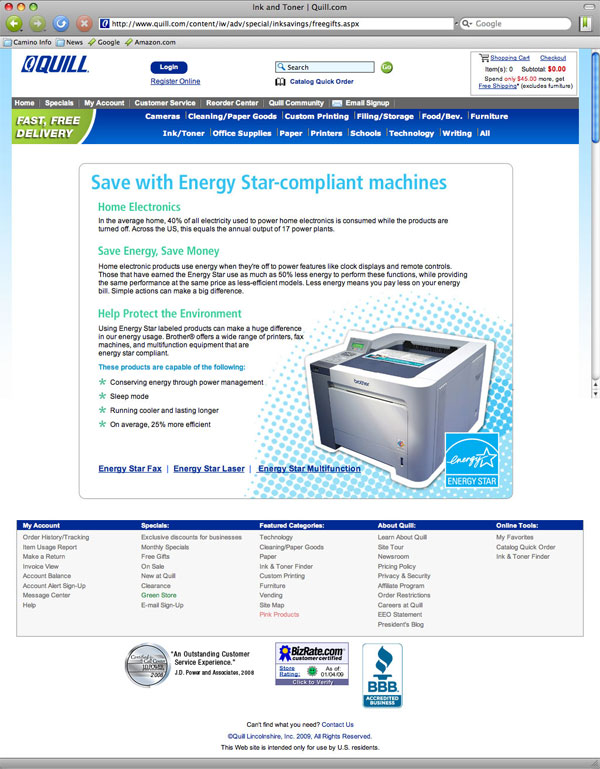 Ink and Toner | Quill.com
http://www.quill.com/content/iw/adv/special/inksavings/freegifts.aspx
Google
Camino Info News Google Amazon.com
QUILL.
Login
Register Online
Search
Go
Catalog Quick Order
Shopping Cart Checkout
Item(s): 0 Subtotal: $0.00
Spend only $45.00 more, get
Free Shipping* (excludes furniture)
Home | Specials | My Account | Customer Service | Reorder Center | Quill Community | Email Signup |
FAST, FREE
DELIVERY
Cameras | Cleaning/Paper Goods | Custom Printing | Filing/Storage | Food/Bev. | Furniture
Ink/Toner | Office Supplies | Paper | Printers | Schools | Technology | Writing | All
Save with Energy Star-compliant machines
Home Electronics
In the average home, 40% of all electricity used to power home electronics is consumed while the products are
turned off. Across the US, this equals the annual output of 17 power plants.
Save Energy, Save Money
Home electronic products use energy when they're off to power features like clock displays and remote controls.
Those that have earned the Energy Star use as much as 50% less energy to perform these functions, while providing
the same performance at the same price as less-efficient models. Less energy means you pay less on your energy
bill. Simple actions can make a big difference.
Help Protect the Environment
Using Energy Star labeled products can make a huge difference
in our energy usage. Brother® offers a wide range of printers, fax
machines, and multifunction equipment that are
energy star compliant.
These products are capable of the following:
* Conserving energy through power management
* Sleep mode
* Running cooler and lasting longer
* On average, 25% more efficient
brother
energy
ENERGY STAR
Energy Star Fax | Energy Star Laser | Energy Star Multifunction
My Account
Order History/Tracking
Item Usage Report
Make a Return
Invoice View
Account Balance
Account Alert Sign-Up
Message Center
Help
Specials:
Exclusive discounts for businesses
Monthly Specials
Free Gifts
On Sale
New at Quill
Clearance
Green Store
E-mail Sign-Up
Featured Categories:
Technology
Cleaning/Paper Goods
Paper
Ink & Toner Finder
Custom Printing
Furniture
Vending
Site Map
Pink Products
About Quill:
Learn About Quill
Site Tour
Newsroom
Pricing Policy
Privacy & Security
Affiliate Program
Order Restrictions
Careers at Quill
EEO Statement
President's Blog
Online Tools:
My Favorites
Catalog Quick Order
Ink & Toner Finder
Certified
Call Center
J.D. POWER
2008
"An Outstanding Customer
Service Experience."
J.D. Power and Associates, 2008
BizRate.com
customer certified
Store
Rating:
As of:
01/04/09
Click to Verify
BBB.
ACCREDITED
BUSINESS
Can't find what you need? Contact Us
©Quill Lincolnshire, Inc. 2009, All Rights Reserved.
This Web site is intended only for use by U.S. residents.